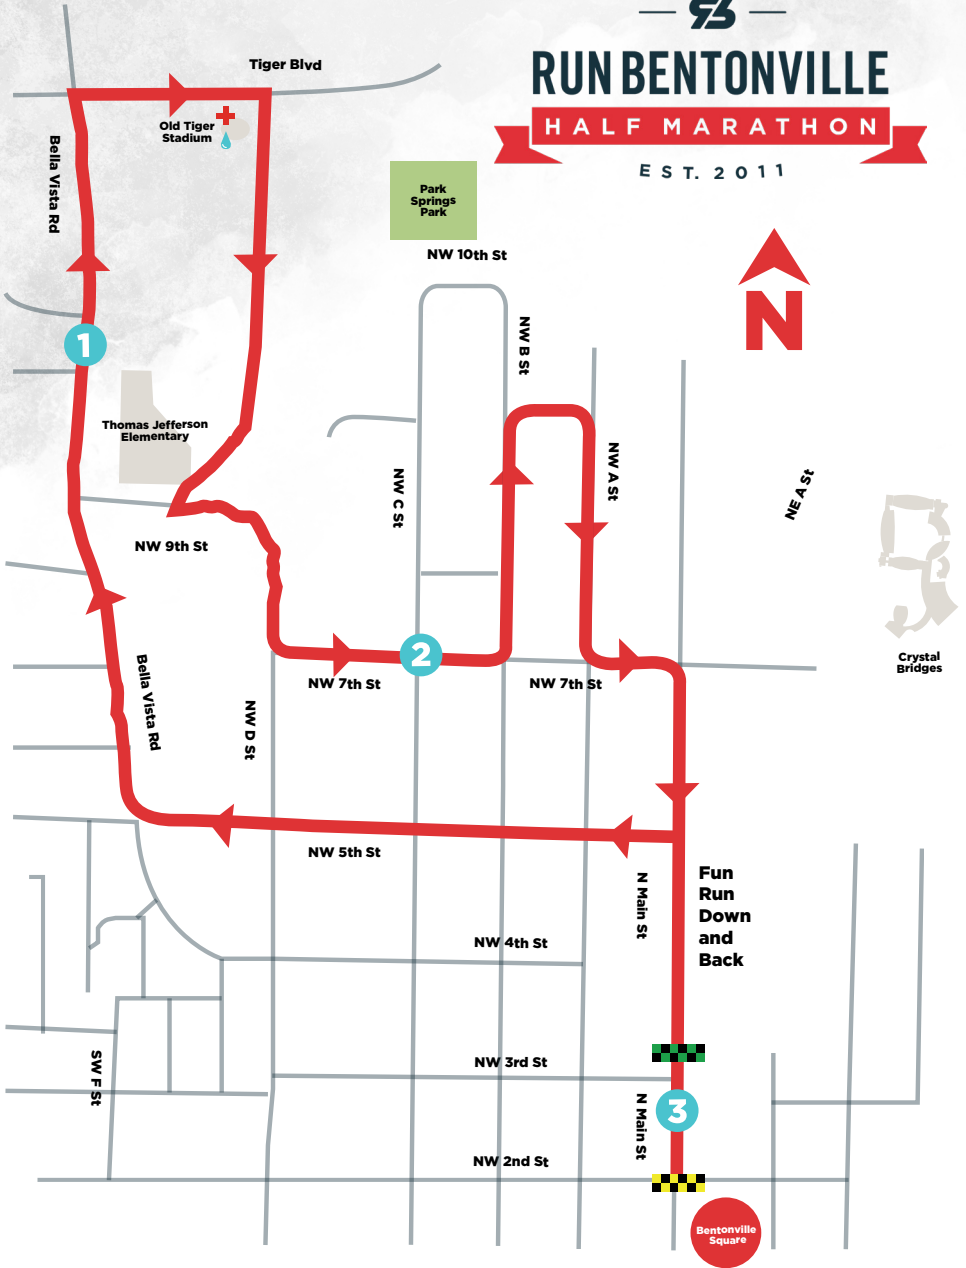 RUN BENTONVILLE
HALF MARATHON
EST. 2011
Tiger Blvd
Old Tiger
Stadium
Bella Vista Rd
Park
Springs
Park
NW 10th St
N
NW B St
1
Thomas Jefferson
Elementary
NW C St
NW A St
NE A St
NW 9th St
2
Crystal
Bridges
NW 7th St
NW 7th St
Bella Vista Rd
NW D St
NW 5th St
N Main St
Fun
Run
Down
and
Back
NW 4th St
SW F St
NW 3rd St
N Main St
3
NW 2nd St
Bentonville
Square